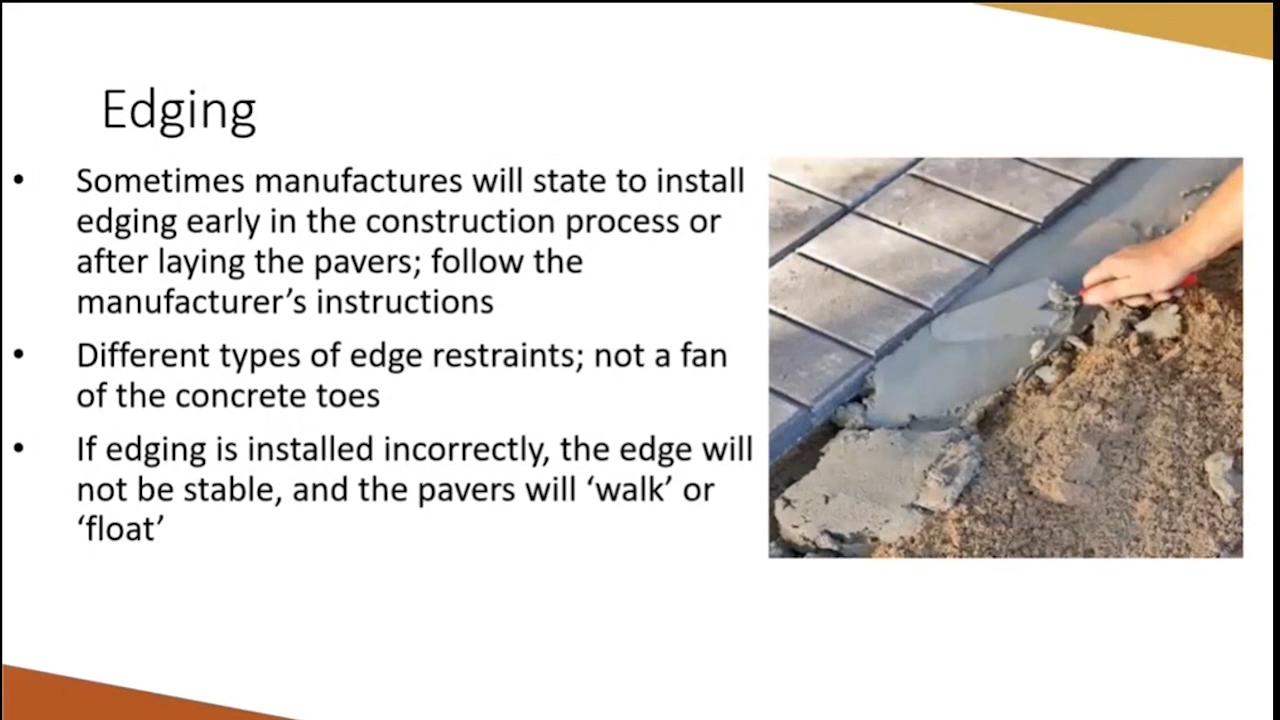 Edging
• Sometimes manufactures will state to install
edging early in the construction process or
after laying the pavers; follow the
manufacturer’s instructions
• Different types of edge restraints; not a fan
of the concrete toes
• If edging is installed incorrectly, the edge will
not be stable, and the pavers will ‘walk’ or
‘float’